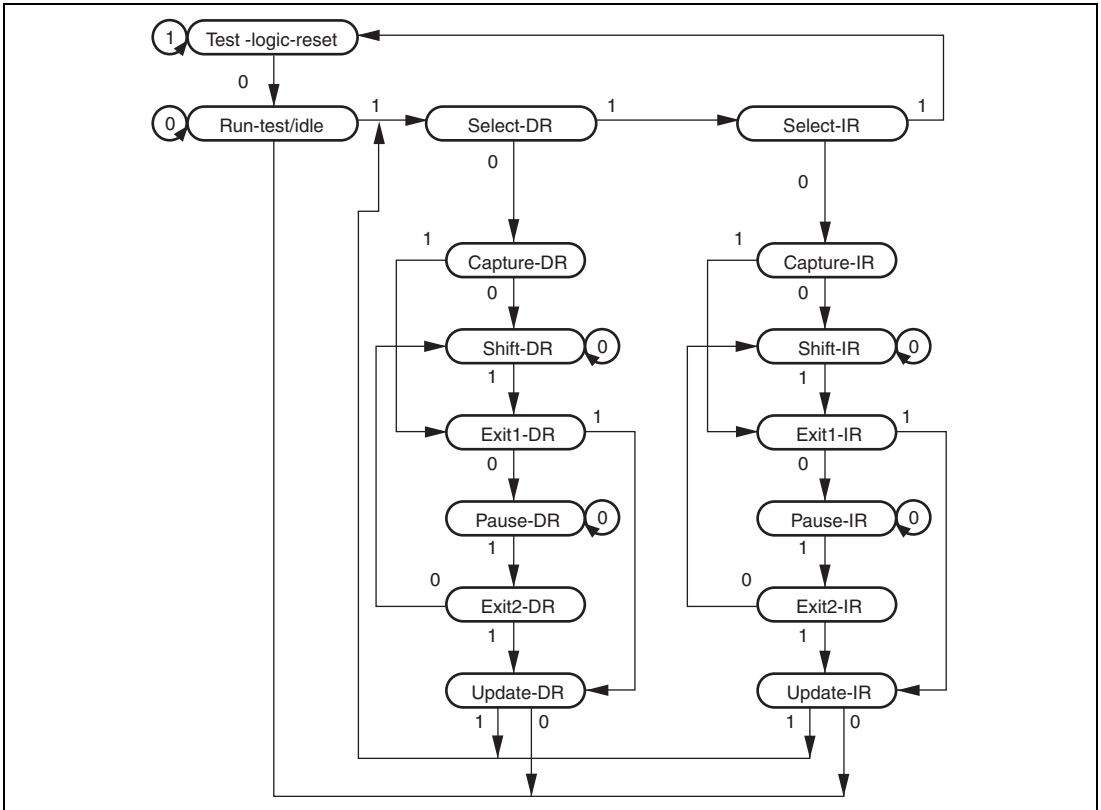 1 Test -logic-reset
0
0 Run-test/idle 1 Select-DR 1 Select-IR 1
0 0
1 Capture-DR 1 Capture-IR
0 0
Shift-DR 0 Shift-IR 0
1 1
Exit1-DR 1 Exit1-IR 1
0 0
Pause-DR 0 Pause-IR 0
1 1
0 Exit2-DR 0 Exit2-IR
1 1
Update-DR Update-IR
1 0 1 0